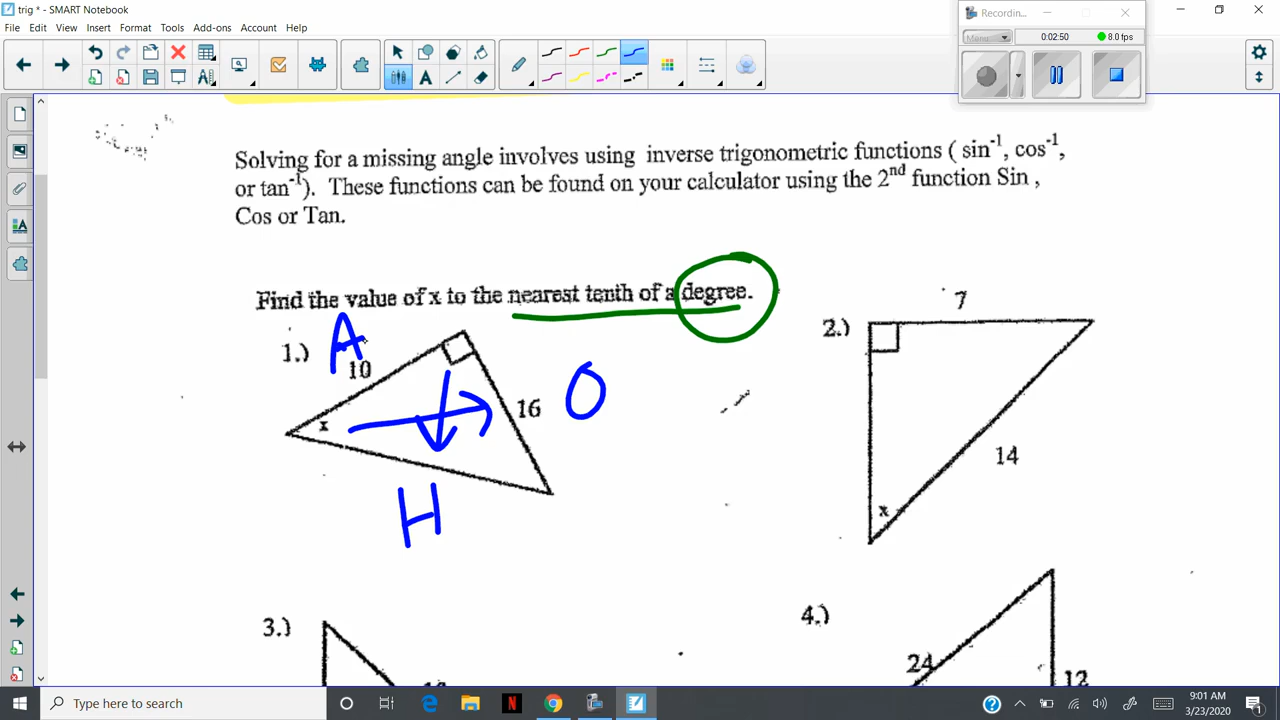 trig * - SMART Notebook
File Edit View Insert Format Tools Add-ons Account Help
Recordin...
Menu
0:02:50
8.0 fps
Solving for a missing angle involves using inverse trigonometric functions ( sin⁻¹, cos⁻¹,
or tan⁻¹). These functions can be found on your calculator using the 2ⁿᵈ function Sin ,
Cos or Tan.
Find the value of x to the nearest tenth of a degree.
1.)
A
10
x
16
O
H
2.)
7
14
x
3.)
4.)
24
12
Type here to search
9:01 AM
3/23/2020